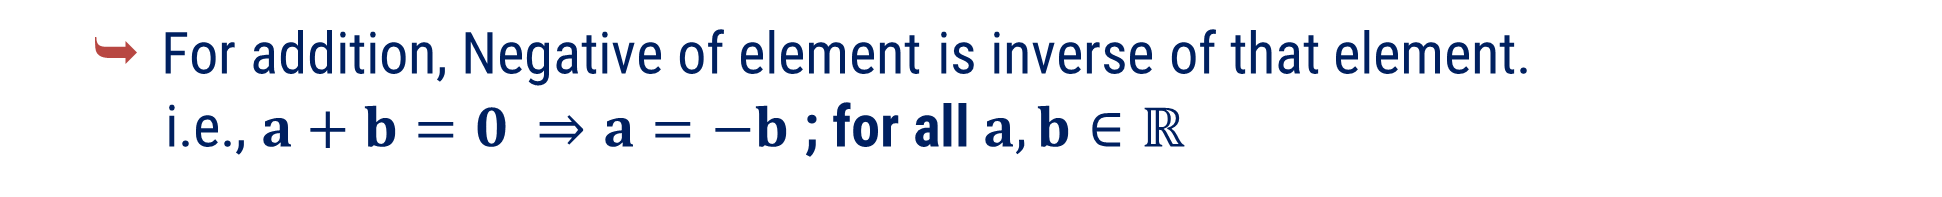 ➥ For addition, Negative of element is inverse of that element.
i.e., a + b = 0 ⇒ a = −b ; for all a, b ∈ ℝ